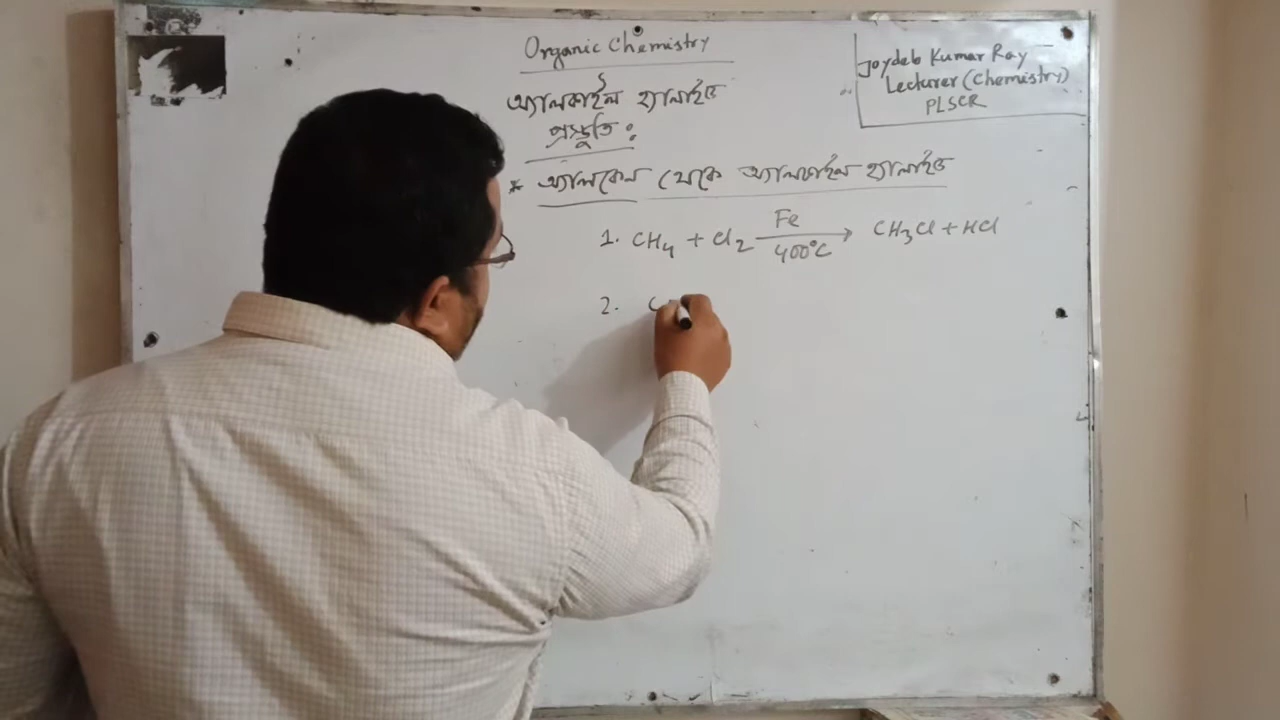 Organic Chemistry
Joydeb Kumar Ray
Lecturer (Chemistry)
PLSCR
অ্যালকাইল হ্যালাইড
প্রস্তুতি :
* অ্যালকেন থেকে অ্যালকাইল হ্যালাইড
1. CH₄ + Cl₂ —Fe/400°C→ CH₃Cl + HCl
2. C